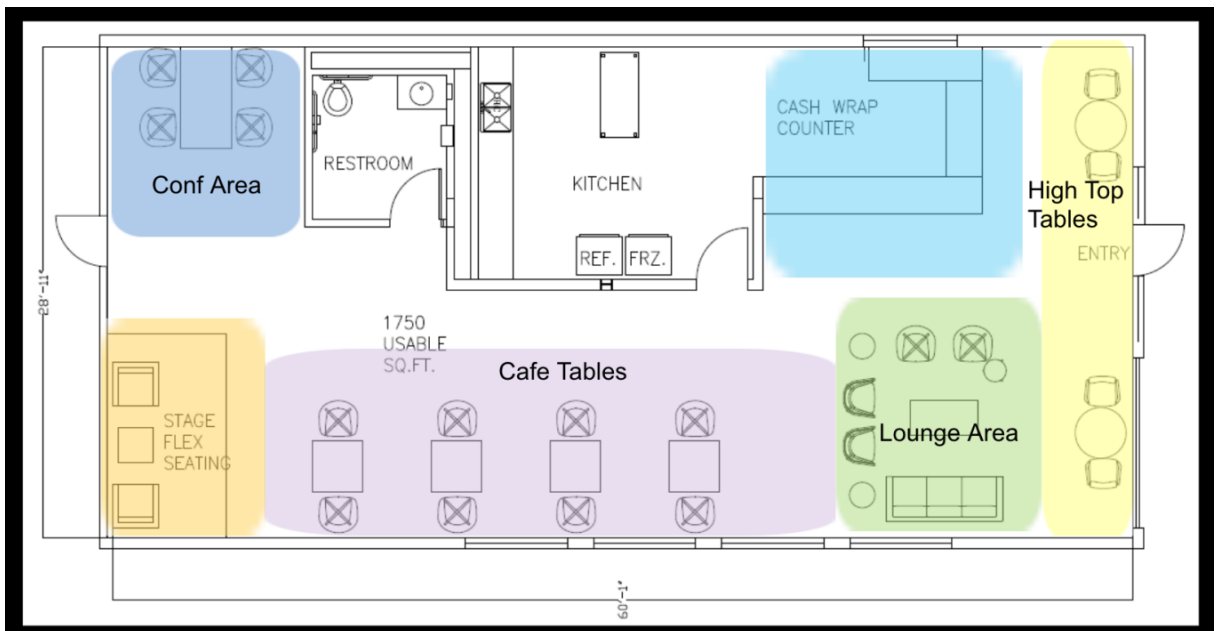 CASH WRAP
COUNTER
RESTROOM
Conf Area
KITCHEN
High Top
Tables
REF.
FRZ.
ENTRY
28'-11"
1750
USABLE
SQ.FT.
Cafe Tables
STAGE
FLEX
SEATING
Lounge Area
60'-1"